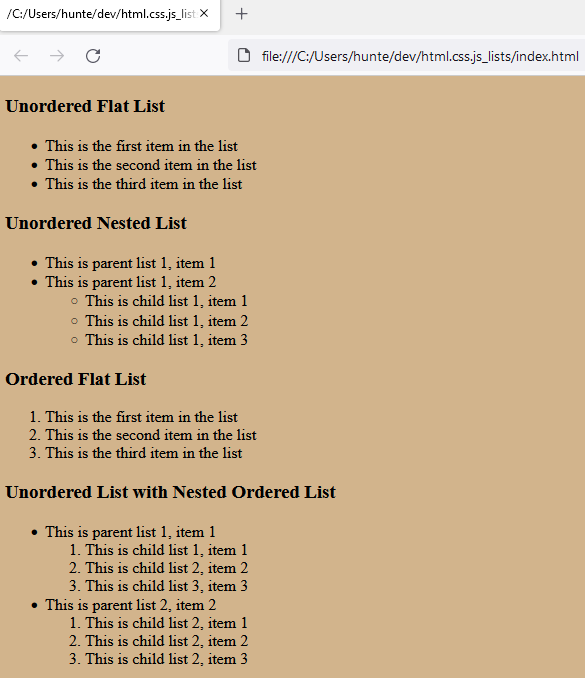 /C:/Users/hunte/dev/html.css.js_list
file:///C:/Users/hunte/dev/html.css.js_lists/index.html
Unordered Flat List
• This is the first item in the list
• This is the second item in the list
• This is the third item in the list
Unordered Nested List
• This is parent list 1, item 1
• This is parent list 1, item 2
○ This is child list 1, item 1
○ This is child list 1, item 2
○ This is child list 1, item 3
Ordered Flat List
1. This is the first item in the list
2. This is the second item in the list
3. This is the third item in the list
Unordered List with Nested Ordered List
• This is parent list 1, item 1
1. This is child list 1, item 1
2. This is child list 2, item 2
3. This is child list 3, item 3
• This is parent list 2, item 2
1. This is child list 2, item 1
2. This is child list 2, item 2
3. This is child list 2, item 3